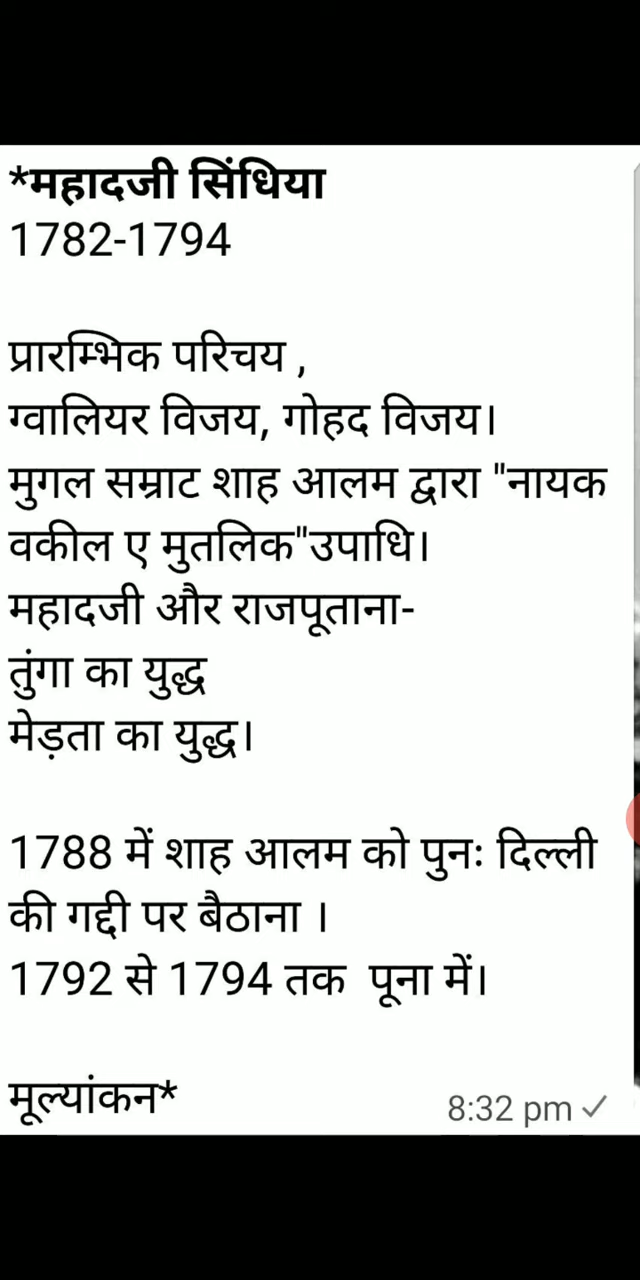 *महादजी सिंधिया
1782-1794
प्रारम्भिक परिचय ,
ग्वालियर विजय, गोहद विजय।
मुगल सम्राट शाह आलम द्वारा "नायक
वकील ए मुतलिक"उपाधि।
महादजी और राजपूताना-
तुंगा का युद्ध
मेड़ता का युद्ध।
1788 में शाह आलम को पुनः दिल्ली
की गद्दी पर बैठाना ।
1792 से 1794 तक  पूना में।
मूल्यांकन*
8:32 pm ✓